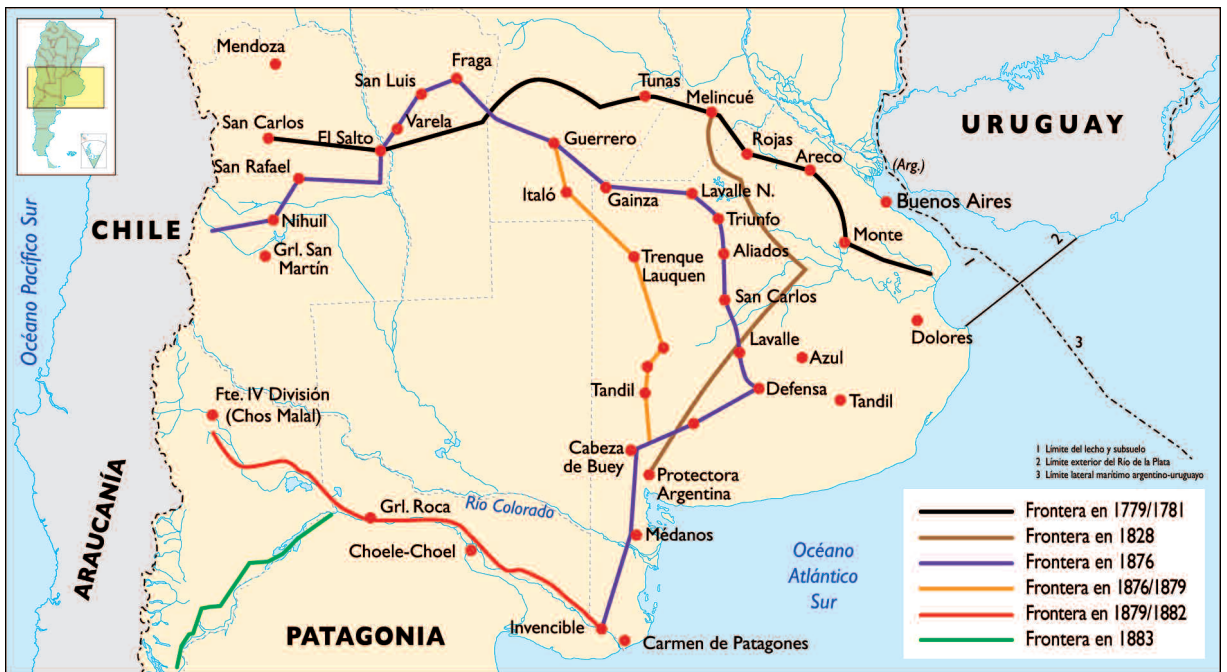 Mendoza
Fraga
San Luis
Tunas
Melincué
Varela
San Carlos
El Salto
Guerrero
Rojas
Areco
URUGUAY
(Arg.)
San Rafael
Italó
Gainza
Lavalle N.
Buenos Aires
Nihuil
Triunfo
CHILE
Monte
Grl. San
Martín
Trenque
Lauquen
Aliados
2
1
San Carlos
Océano Pacífico Sur
Dolores
3
Lavalle
Azul
Fte. IV División
(Chos Malal)
Tandil
Defensa
Tandil
Cabeza
de Buey
Protectora
Argentina
1 Límite del lecho y subsuelo
2 Límite exterior del Río de la Plata
3 Límite lateral marítimo argentino-uruguayo
ARAUCANÍA
Grl. Roca
Río Colorado
Choele-Choel
Médanos
Océano
Atlántico
Sur
Invencible
PATAGONIA
Carmen de Patagones
Frontera en 1779/1781
Frontera en 1828
Frontera en 1876
Frontera en 1876/1879
Frontera en 1879/1882
Frontera en 1883